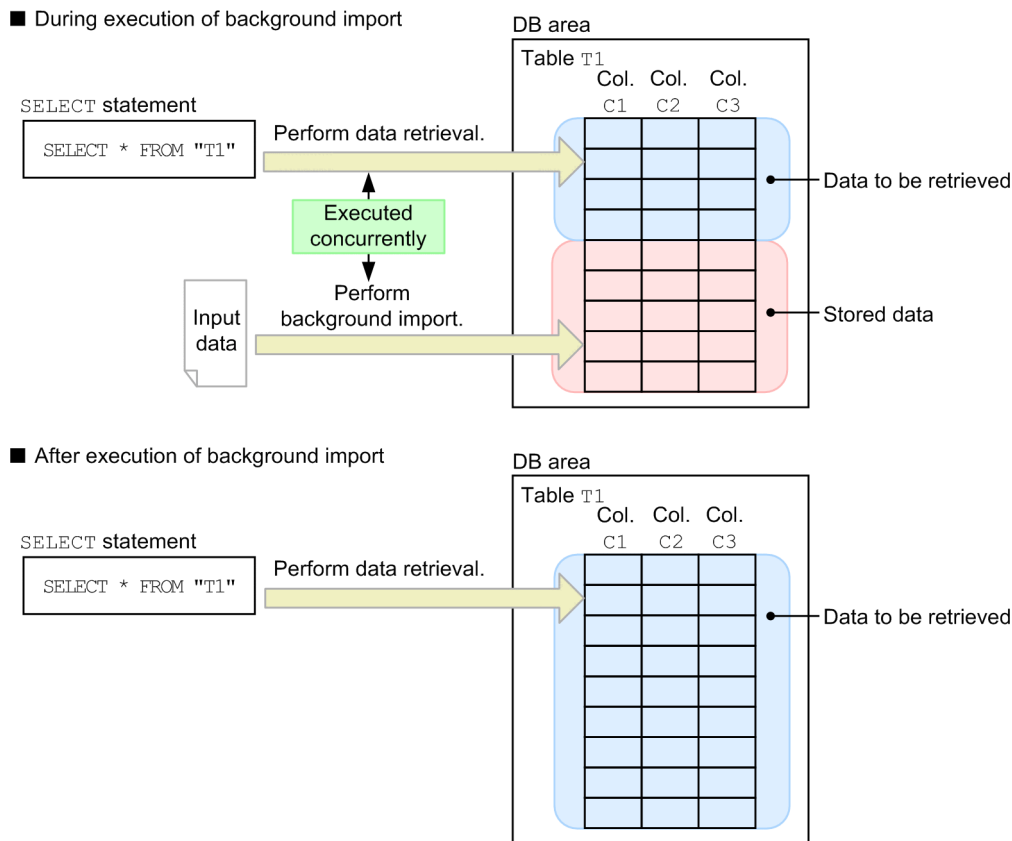 ■ During execution of background import
DB area
Table T1
Col. Col. Col.
C1 C2 C3
SELECT statement
SELECT * FROM "T1"
Perform data retrieval.
Data to be retrieved
Executed
concurrently
Perform
background import.
Input
data
Stored data
■ After execution of background import
DB area
Table T1
Col. Col. Col.
C1 C2 C3
SELECT statement
SELECT * FROM "T1"
Perform data retrieval.
Data to be retrieved